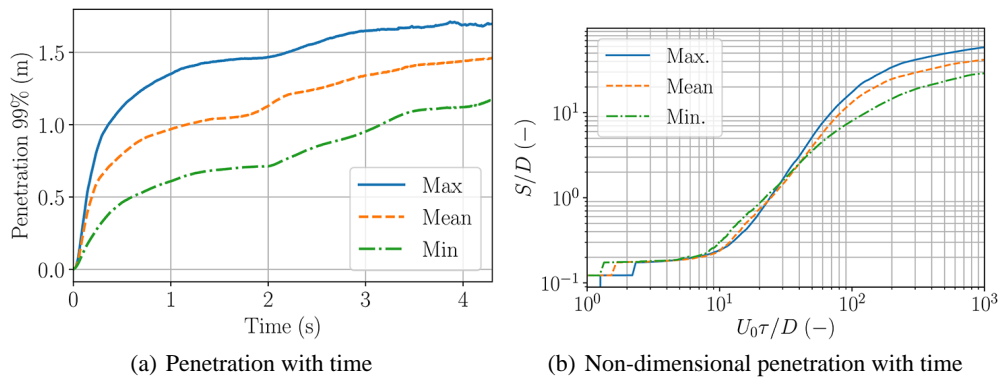 Penetration 99% (m)
1.5
1.0
0.5
0.0
Max
Mean
Min
0 1 2 3 4
Time (s)
(a) Penetration with time
S/D (−)
10¹
10⁰
10⁻¹
Max.
Mean
Min.
10⁰ 10¹ 10² 10³
U₀τ/D (−)
(b) Non-dimensional penetration with time